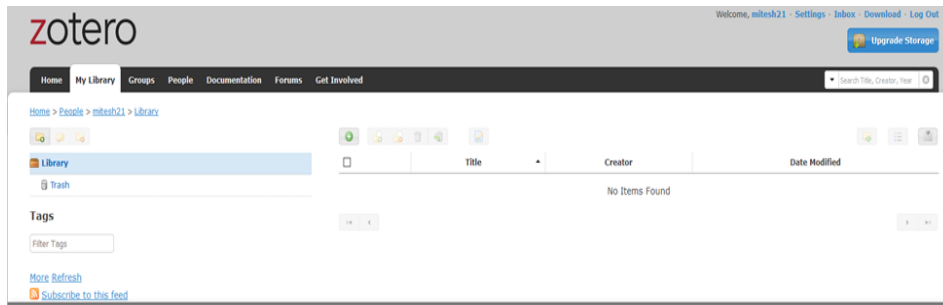 Welcome, mitesh21 · Settings · Inbox · Download · Log Out
zotero
Upgrade Storage
Home My Library Groups People Documentation Forums Get Involved
Search Title, Creator, Year
Home > People > mitesh21 > Library
Library
Title Creator Date Modified
Trash
No Items Found
Tags
Filter Tags
More Refresh
Subscribe to this feed